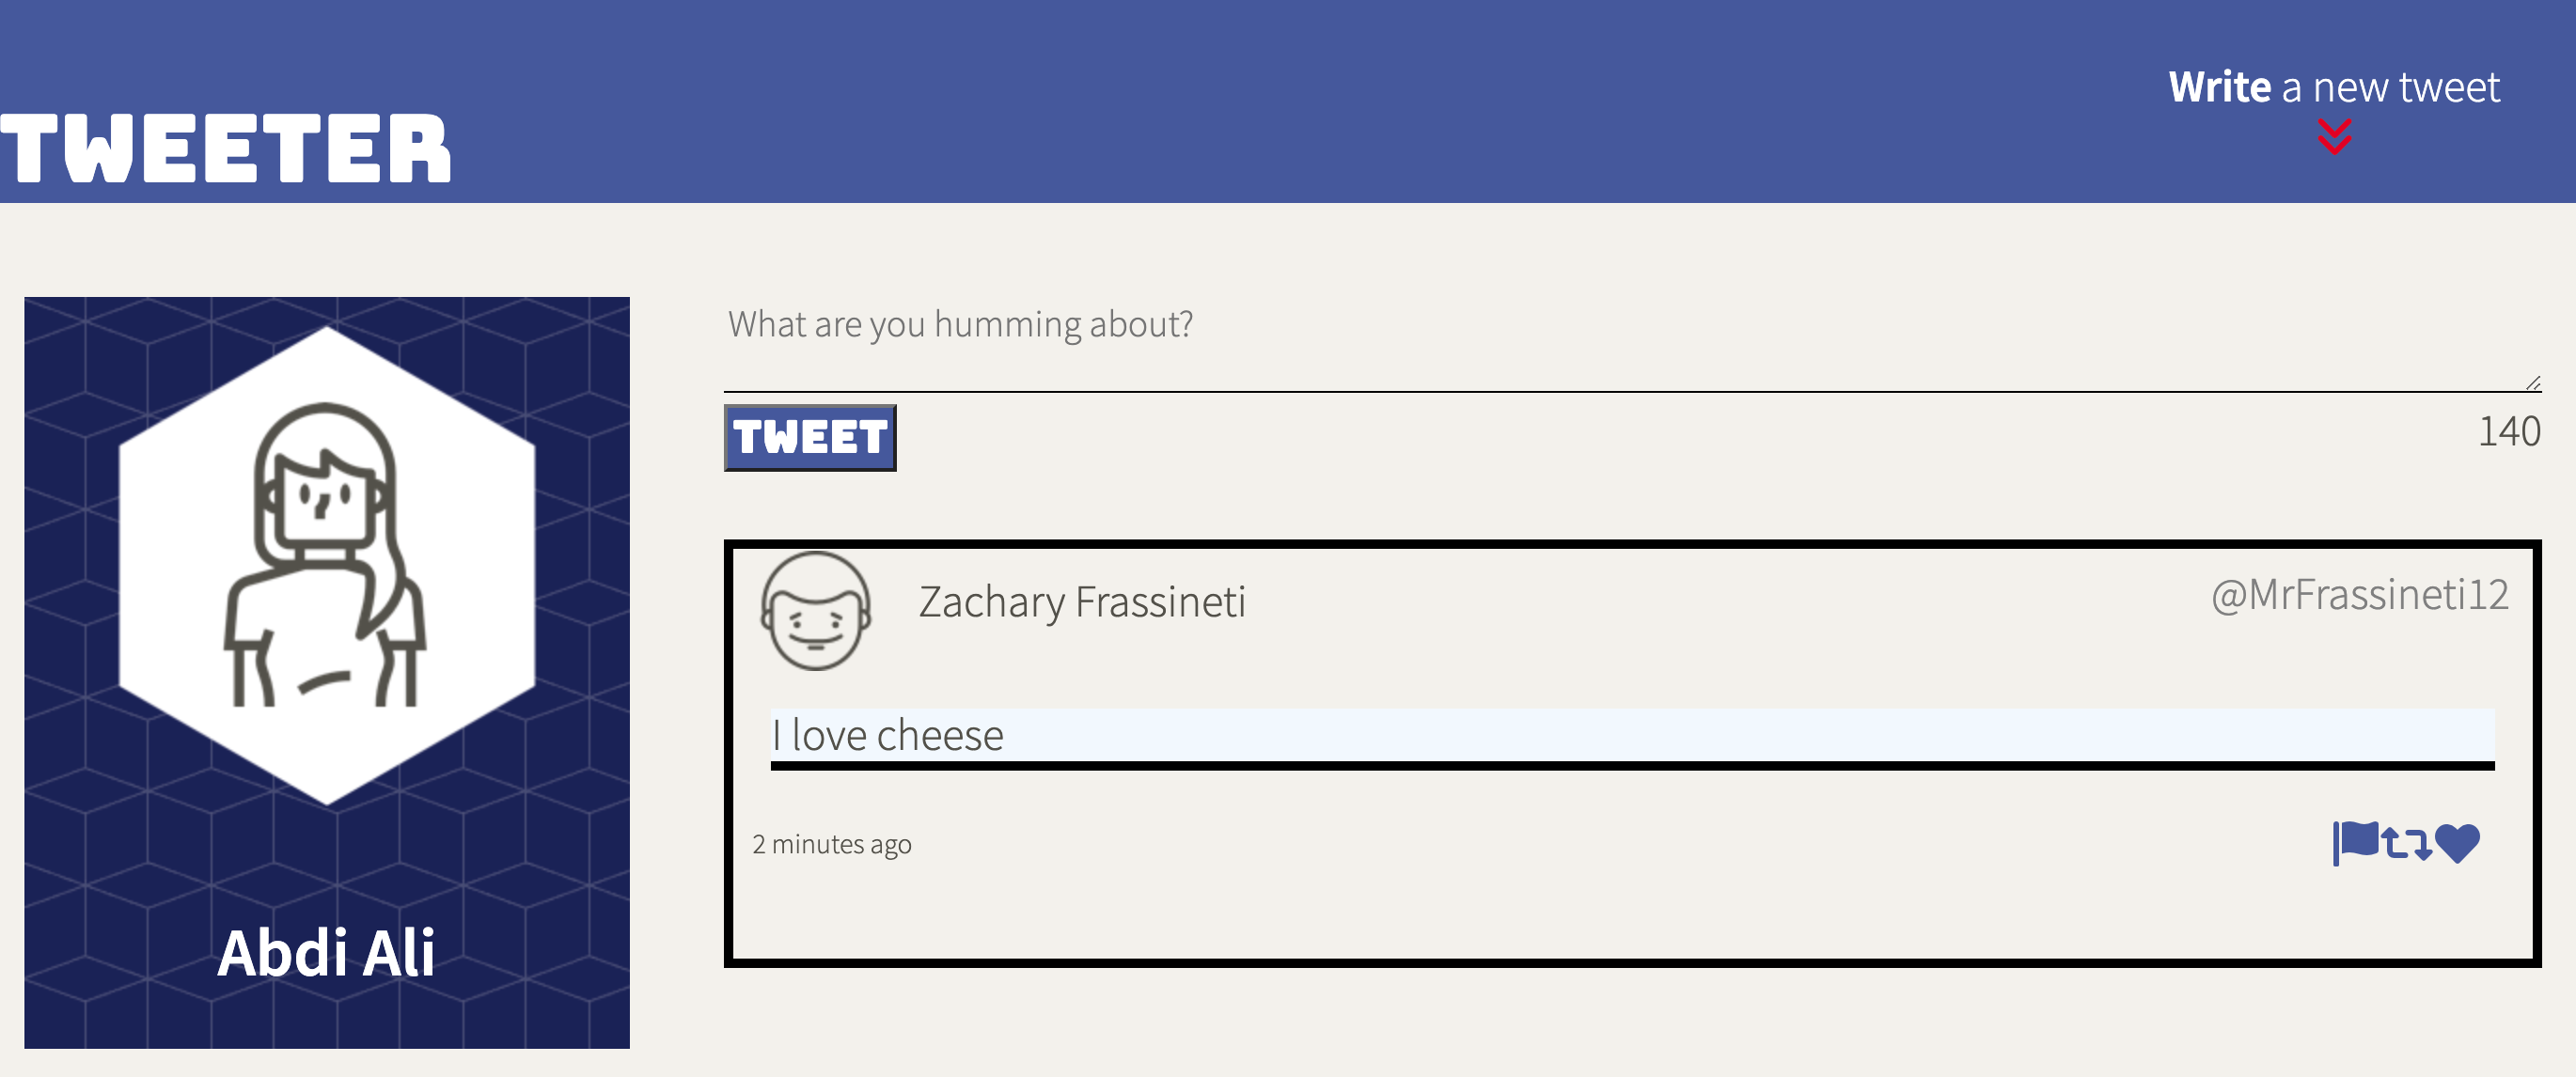 Write a new tweet
TWEETER
What are you humming about?
TWEET
140
Zachary Frassineti
@MrFrassineti12
I love cheese
2 minutes ago
Abdi Ali